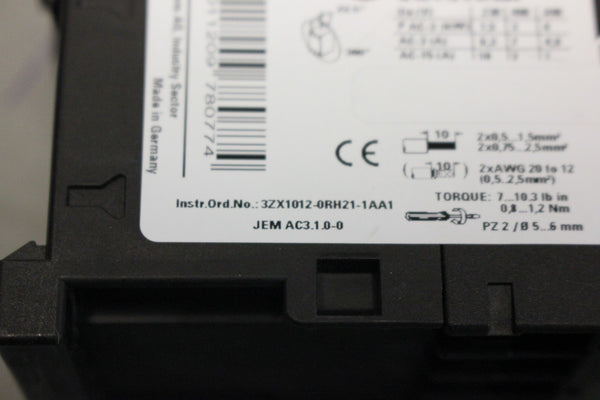 AC 15 (A)
10
2x0,5...1,5mm²
2x0,75...2,5mm²
10
2xAWG 20 to 12
(0,5...2,5mm²)
TORQUE: 7...10.3 lb in
0,8...1,2 Nm
PZ 2 / Ø 5...6 mm
CE
Instr.Ord.No.: 3ZX1012-0RH21-1AA1
JEM AC3.1.0-0
780774
AG, Industry Sector
Made in Germany